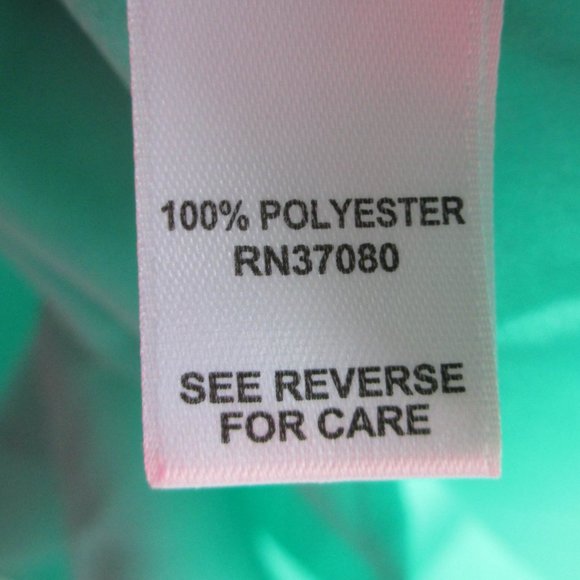 100% POLYESTER
RN37080
SEE REVERSE
FOR CARE